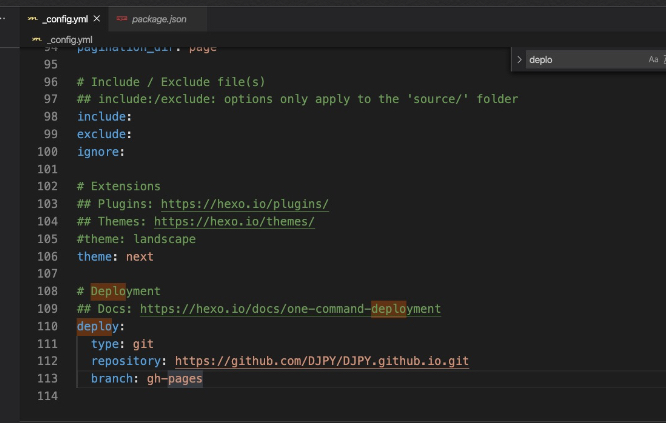 _config.yml
package.json
_config.yml
94 pagination_dir: page
deplo
Aa
95
96 # Include / Exclude file(s)
97 ## include:/exclude: options only apply to the 'source/' folder
98 include:
99 exclude:
100 ignore:
101
102 # Extensions
103 ## Plugins: https://hexo.io/plugins/
104 ## Themes: https://hexo.io/themes/
105 #theme: landscape
106 theme: next
107
108 # Deployment
109 ## Docs: https://hexo.io/docs/one-command-deployment
110 deploy:
111 type: git
112 repository: https://github.com/DJPY/DJPY.github.io.git
113 branch: gh-pages
114